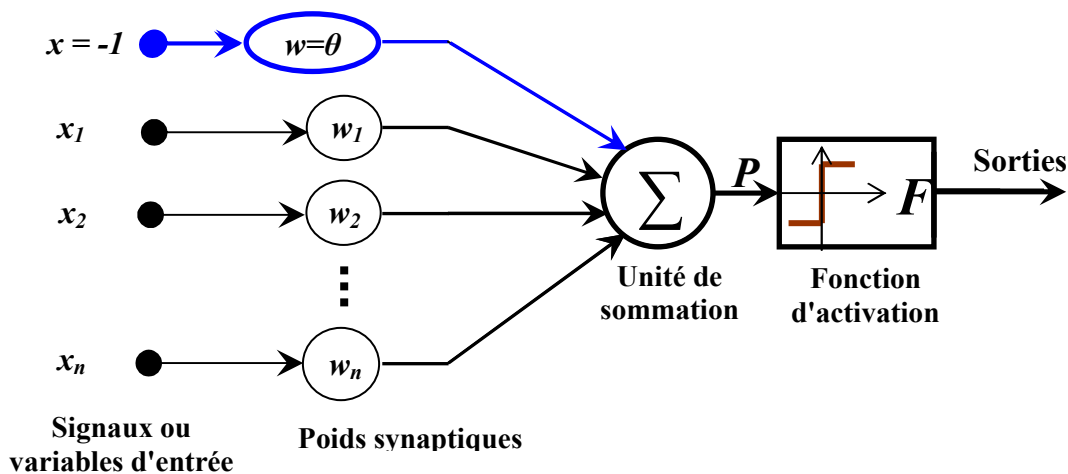 x = -1
w=θ
x1
w1
x2
w2
xn
wn
∑
P
F
Sorties
Unité de
sommation
Fonction
d'activation
Signaux ou
variables d'entrée
Poids synaptiques